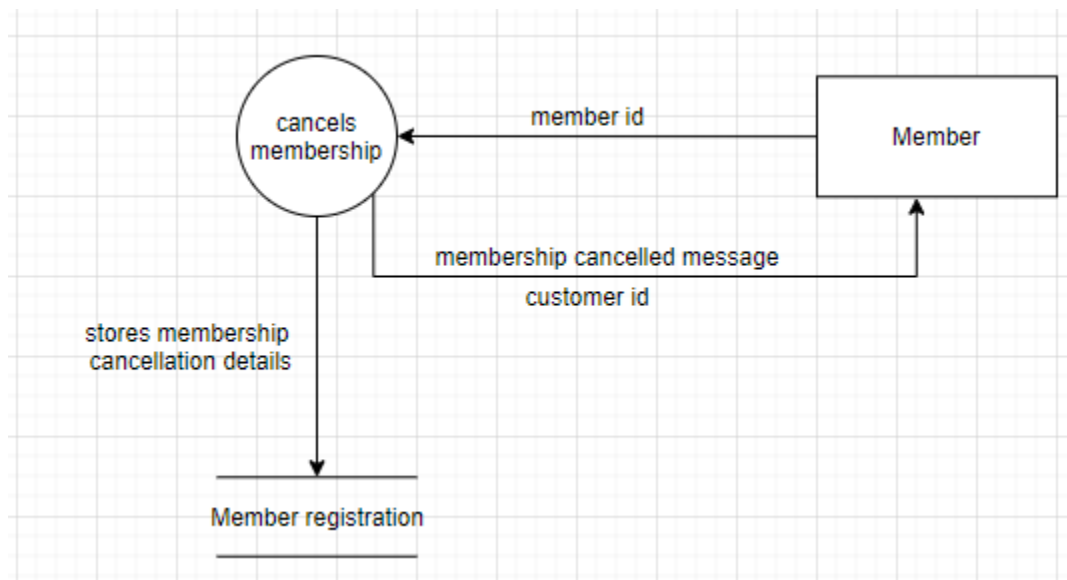 cancels
membership
member id
Member
membership cancelled message
customer id
stores membership
cancellation details
Member registration